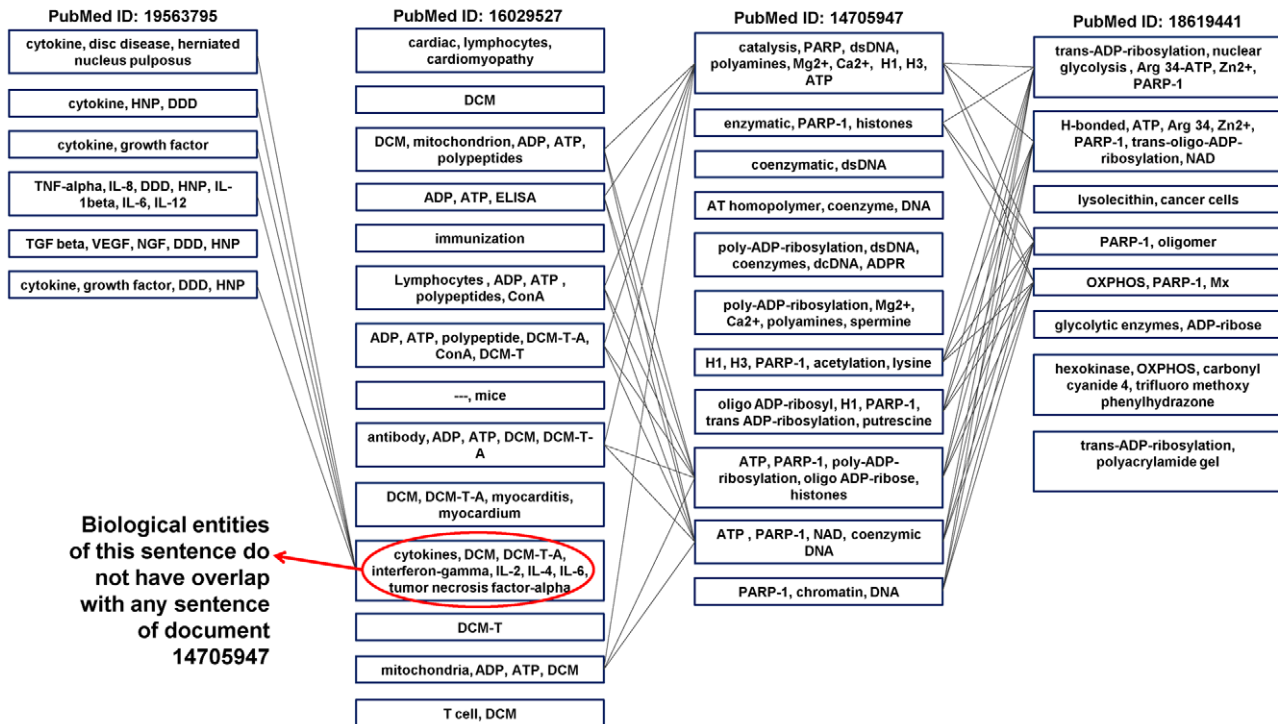 PubMed ID: 19563795
cytokine, disc disease, herniated
nucleus pulposus
cytokine, HNP, DDD
cytokine, growth factor
TNF-alpha, IL-8, DDD, HNP, IL-
1beta, IL-6, IL-12
TGF beta, VEGF, NGF, DDD, HNP
cytokine, growth factor, DDD, HNP
Biological entities
of this sentence do
not have overlap
with any sentence
of document
14705947
PubMed ID: 16029527
cardiac, lymphocytes,
cardiomyopathy
DCM
DCM, mitochondrion, ADP, ATP,
polypeptides
ADP, ATP, ELISA
immunization
Lymphocytes , ADP, ATP ,
polypeptides, ConA
ADP, ATP, polypeptide, DCM-T-A,
ConA, DCM-T
---, mice
antibody, ADP, ATP, DCM, DCM-T-
A
DCM, DCM-T-A, myocarditis,
myocardium
cytokines, DCM, DCM-T-A,
interferon-gamma, IL-2, IL-4, IL-6,
tumor necrosis factor-alpha
DCM-T
mitochondria, ADP, ATP, DCM
T cell, DCM
PubMed ID: 14705947
catalysis, PARP, dsDNA,
polyamines, Mg2+, Ca2+, H1, H3,
ATP
enzymatic, PARP-1, histones
coenzymatic, dsDNA
AT homopolymer, coenzyme, DNA
poly-ADP-ribosylation, dsDNA,
coenzymes, dcDNA, ADPR
poly-ADP-ribosylation, Mg2+,
Ca2+, polyamines, spermine
H1, H3, PARP-1, acetylation, lysine
oligo ADP-ribosyl, H1, PARP-1,
trans ADP-ribosylation, putrescine
ATP, PARP-1, poly-ADP-
ribosylation, oligo ADP-ribose,
histones
ATP , PARP-1, NAD, coenzymic
DNA
PARP-1, chromatin, DNA
PubMed ID: 18619441
trans-ADP-ribosylation, nuclear
glycolysis , Arg 34-ATP, Zn2+,
PARP-1
H-bonded, ATP, Arg 34, Zn2+,
PARP-1, trans-oligo-ADP-
ribosylation, NAD
lysolecithin, cancer cells
PARP-1, oligomer
OXPHOS, PARP-1, Mx
glycolytic enzymes, ADP-ribose
hexokinase, OXPHOS, carbonyl
cyanide 4, trifluoro methoxy
phenylhydrazone
trans-ADP-ribosylation,
polyacrylamide gel